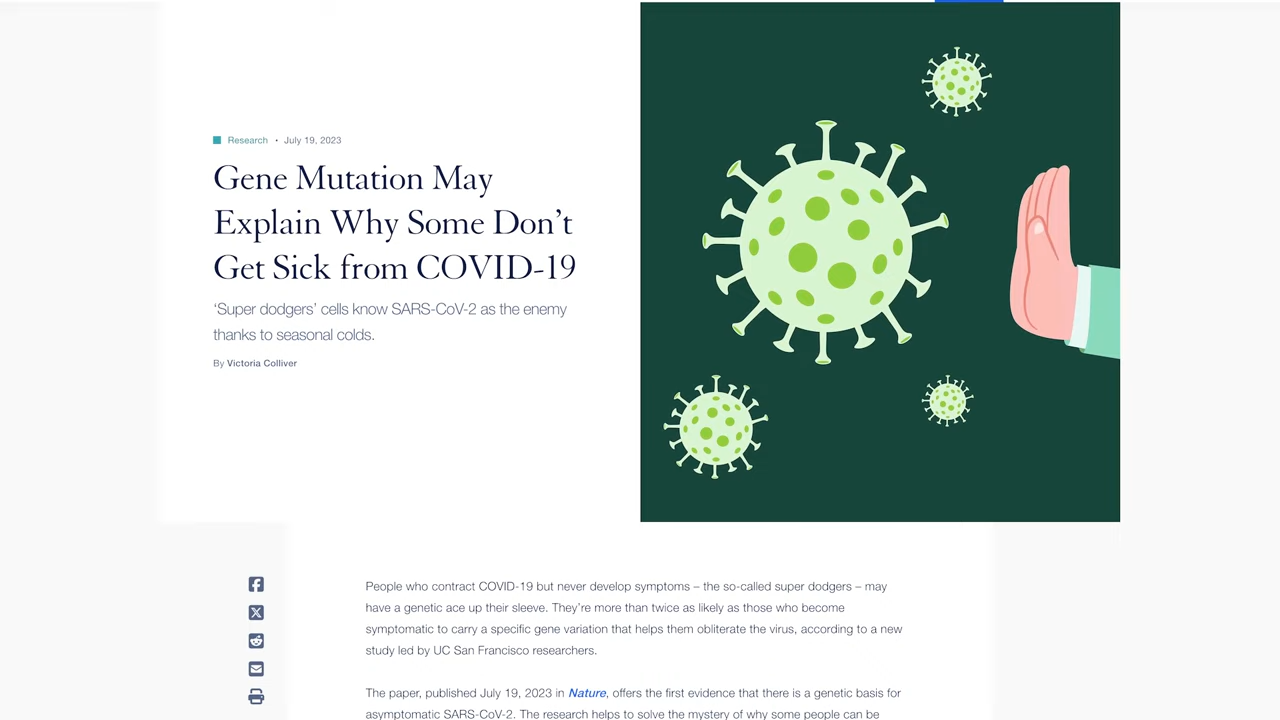 Research • July 19, 2023
Gene Mutation May
Explain Why Some Don’t
Get Sick from COVID-19
‘Super dodgers’ cells know SARS-CoV-2 as the enemy
thanks to seasonal colds.
By Victoria Colliver
People who contract COVID-19 but never develop symptoms – the so-called super dodgers – may
have a genetic ace up their sleeve. They’re more than twice as likely as those who become
symptomatic to carry a specific gene variation that helps them obliterate the virus, according to a new
study led by UC San Francisco researchers.
The paper, published July 19, 2023 in Nature, offers the first evidence that there is a genetic basis for
asymptomatic SARS-CoV-2. The research helps to solve the mystery of why some people can be